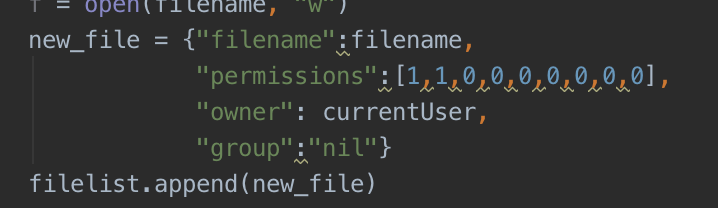 f = open(filename, "w")
new_file = {"filename":filename,
"permissions":[1,1,0,0,0,0,0,0,0],
"owner": currentUser,
"group":"nil"}
filelist.append(new_file)